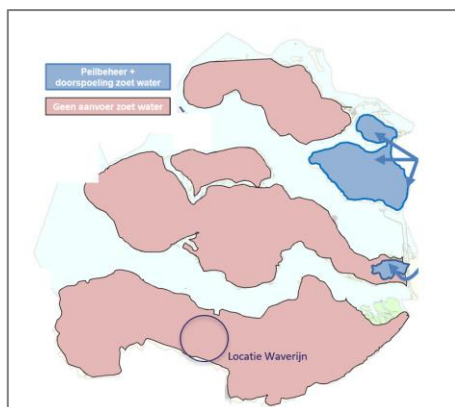 Peilbeheer +
doorspoeling zoet water
Geen aanvoer zoet water
Locatie Waverijn